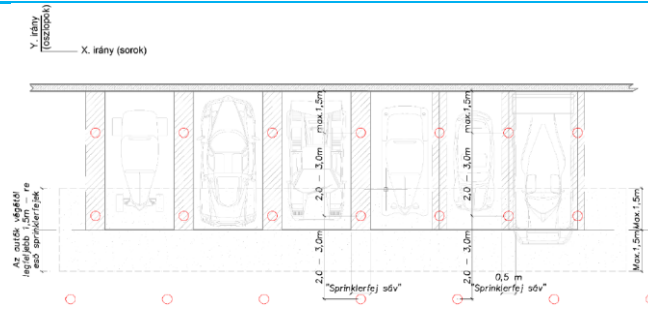 Y. irány
(oszlopok)
X. irány (sorok)
max.1,5m
max.1,5m
2,0 - 3,0m
2,0 - 3,0m
Az autók végétől
legfeljebb 1,5m - re
eső sprinklerfejek
Max.1,5m
Max.1,5m
2,0 - 3,0m
2,0 - 3,0m
0,5 m
"Sprinklerfej sáv"
"Sprinklerfej sáv"